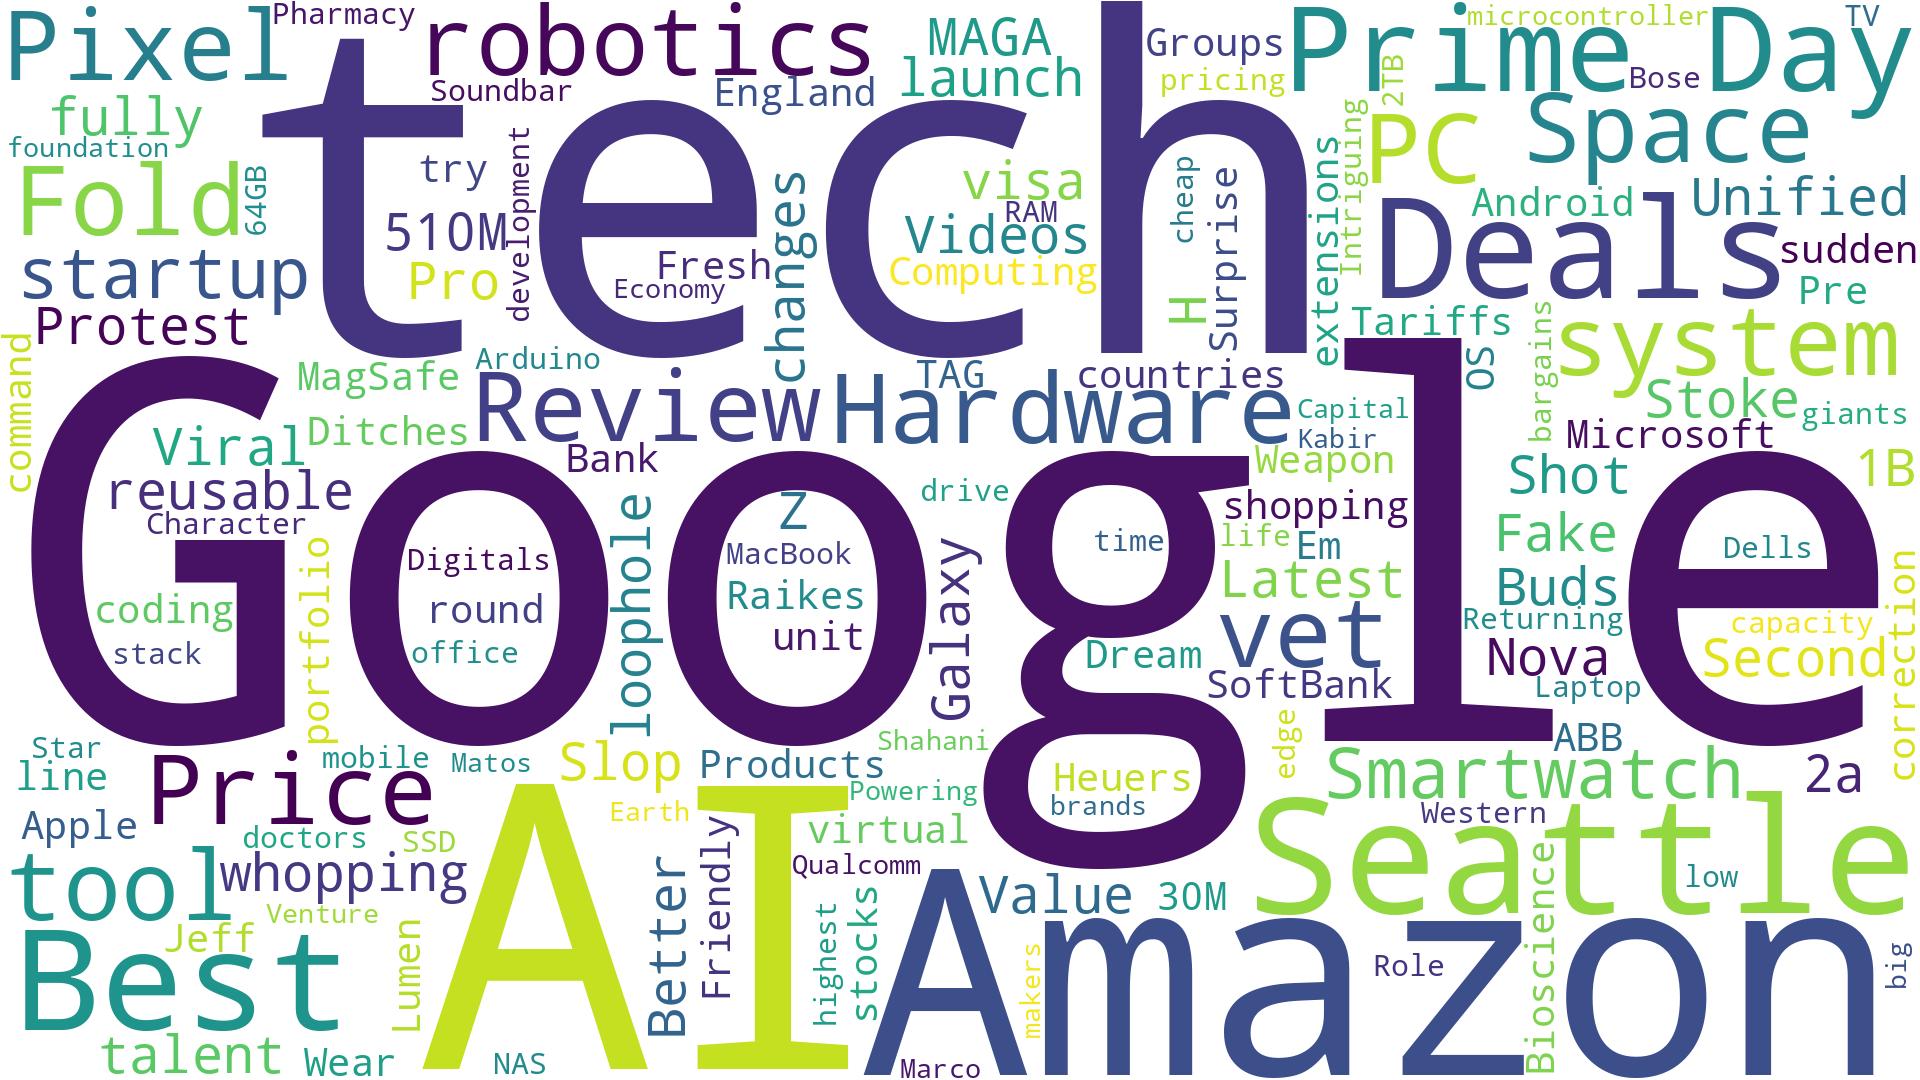 Pixel
Pharmacy
robotics
MAGA
Groups
Prime Day
microcontroller
TV
Soundbar
England
launch
pricing
2TB
Bose
fully
tech
PC
Space
foundation
Fold
64GB
try
development
changes
visa
RAM
cheap
Surprise
extensions
Intriguing
Android
Unified
510M
Videos
Deals
sudden
startup
Pro
Fresh
Economy
Computing
H
Pre
Protest
Tariffs
bargains
system
command
MagSafe
Arduino
TAG
countries
OS
Stoke
giants
Review
Hardware
Capital
Kabir
Microsoft
Viral
Ditches
Bank
Weapon
Shot
1B
Google
reusable
Character
loophole
Z
drive
shopping
Fake
portfolio
Digitals
MacBook
Galaxy
time
life
Em
Dells
coding
round
Raikes
Latest
Buds
correction
stack
office
unit
Dream
vet
Returning
capacity
Nova
Second
SoftBank
Laptop
Star
line
mobile
Matos
Slop
Products
Shahani
edge
ABB
Price
Heuers
Smartwatch
2a
Apple
doctors
SSD
Earth
Powering
brands
Western
virtual
tool
whopping
AI
Better
Friendly
Qualcomm
Value
30M
Seattle
low
Venture
Jeff
Lumen
highest
stocks
Amazon
Best
makers
Role
Bioscience
big
talent
Wear
NAS
Marco